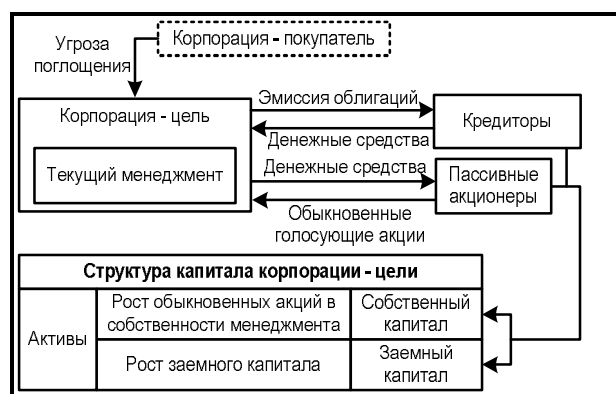 Корпорация - покупатель
Угроза
поглощения
Корпорация - цель
Текущий менеджмент
Эмиссия облигаций
Денежные средства
Кредиторы
Денежные средства
Обыкновенные
голосующие акции
Пассивные
акционеры
Структура капитала корпорации - цели
Активы
Рост обыкновенных акций в
собственности менеджмента
Собственный
капитал
Рост заемного капитала
Заемный
капитал